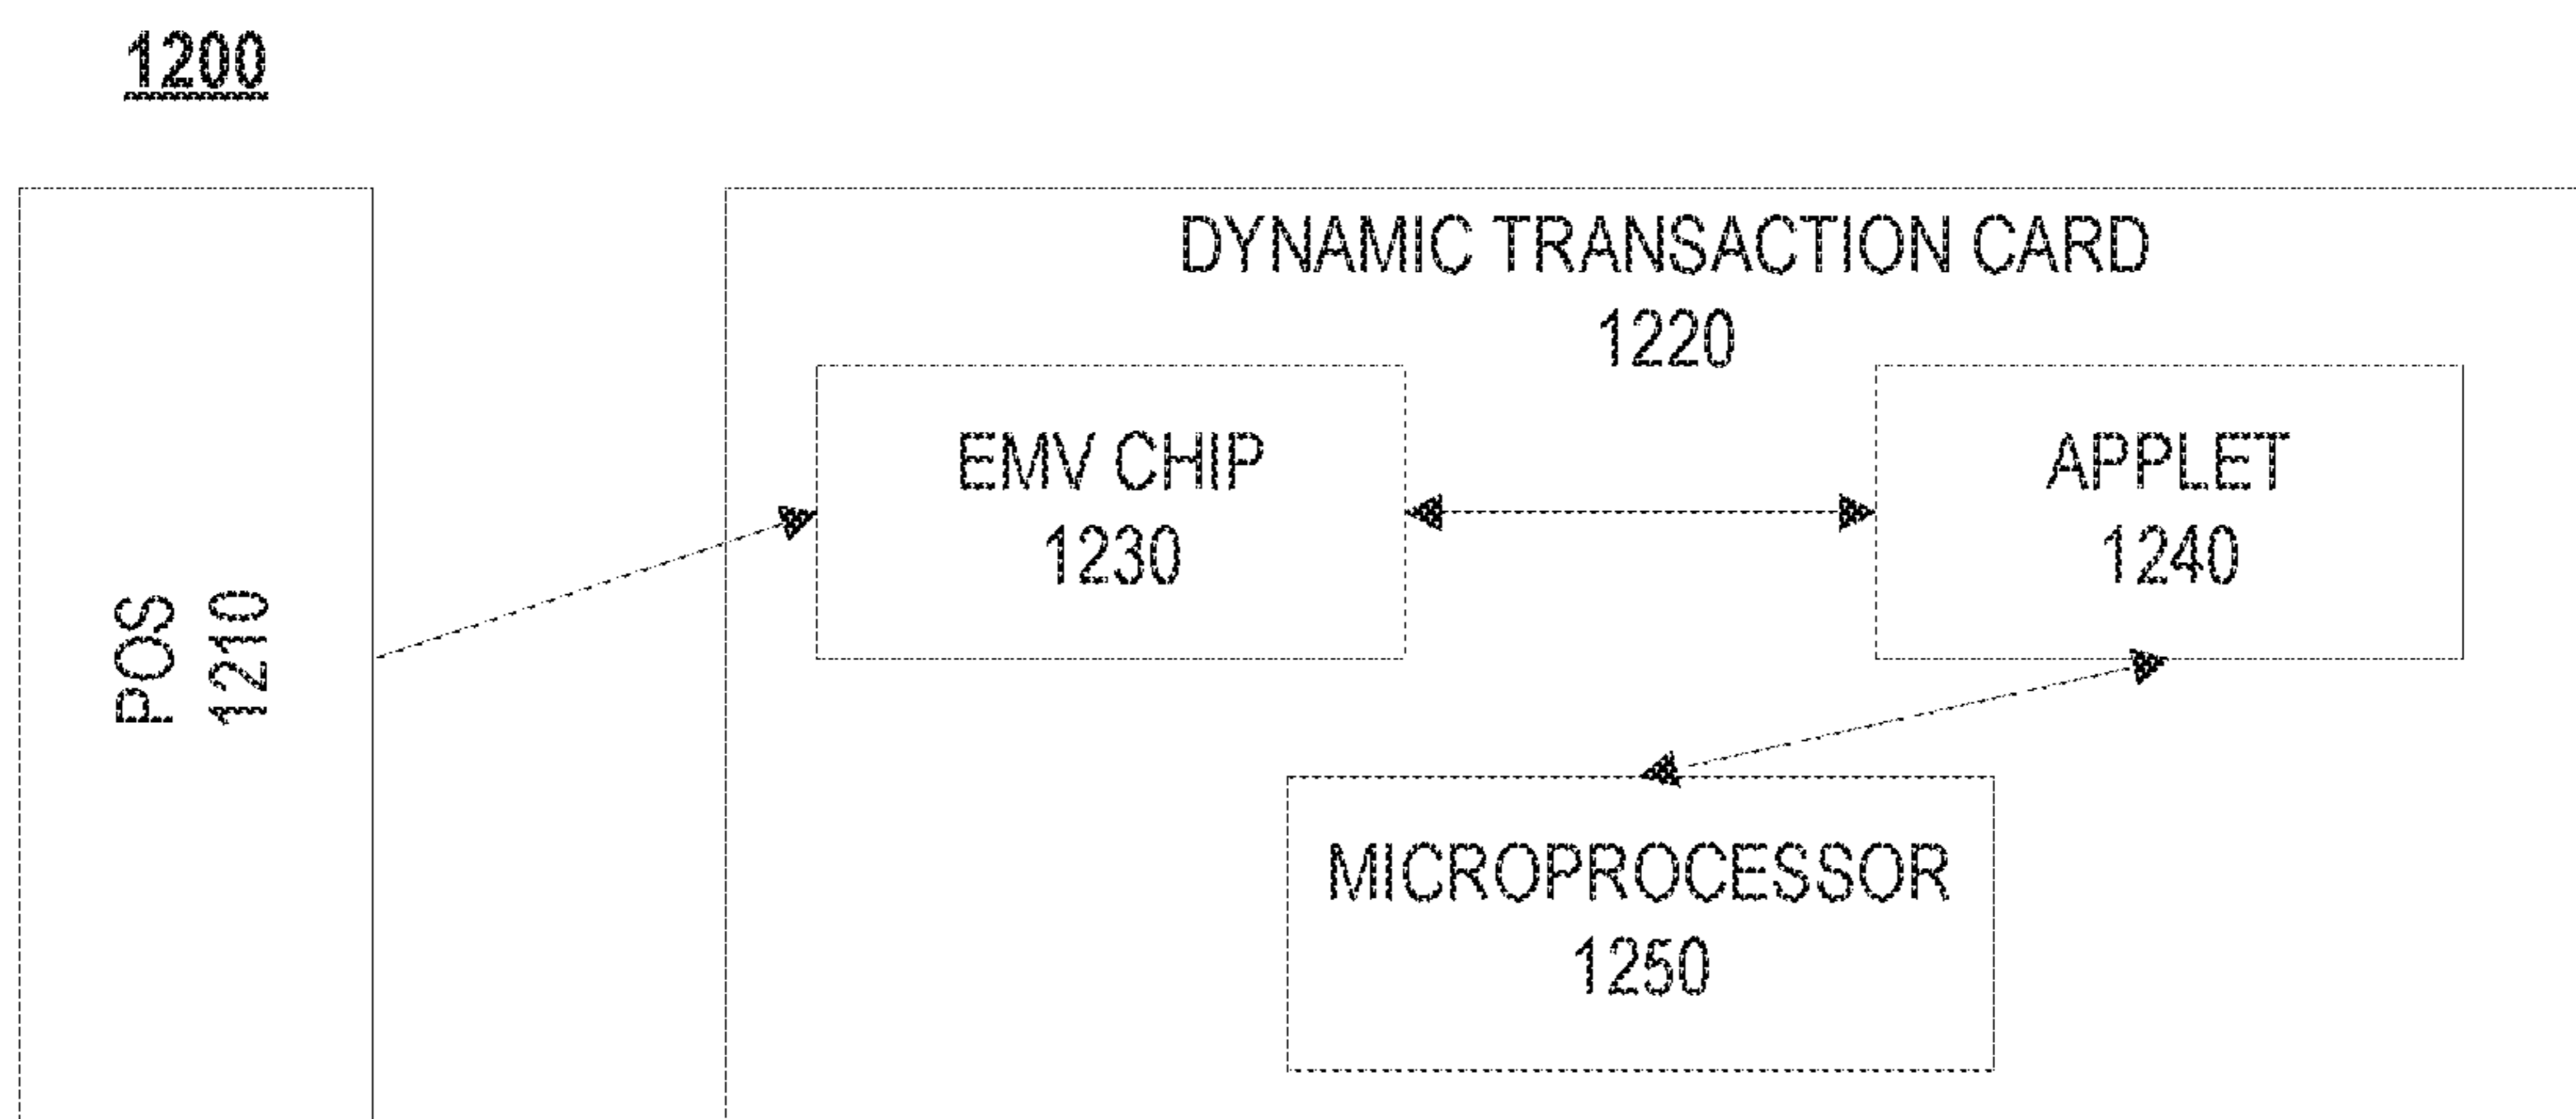 1200
POS
1210
DYNAMIC TRANSACTION CARD
1220
EMV CHIP
1230
APPLET
1240
MICROPROCESSOR
1250